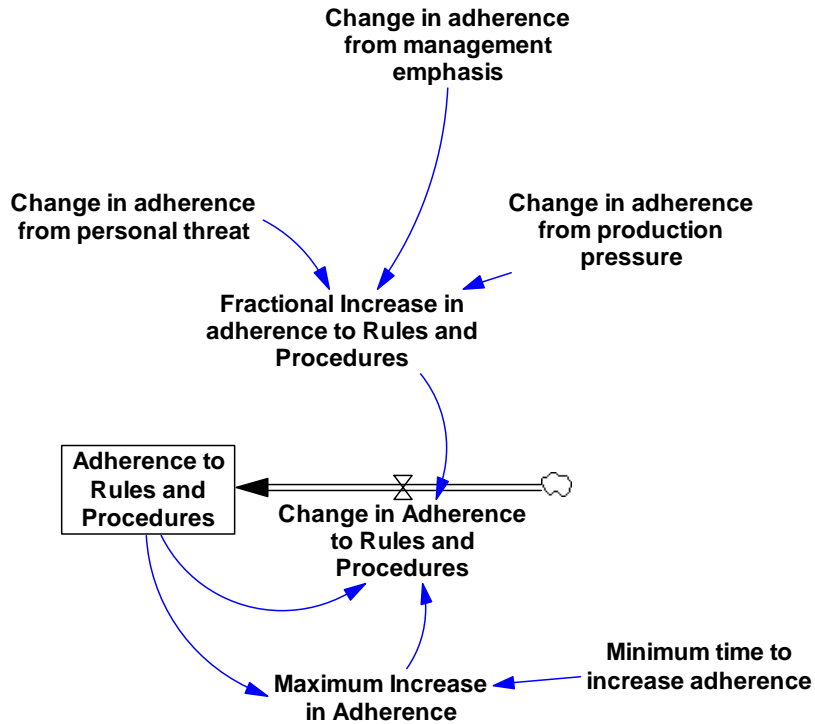 Change in adherence
from management
emphasis
Change in adherence
from personal threat
Change in adherence
from production
pressure
Fractional Increase in
adherence to Rules and
Procedures
Adherence to
Rules and
Procedures
Change in Adherence
to Rules and
Procedures
Maximum Increase
in Adherence
Minimum time to
increase adherence